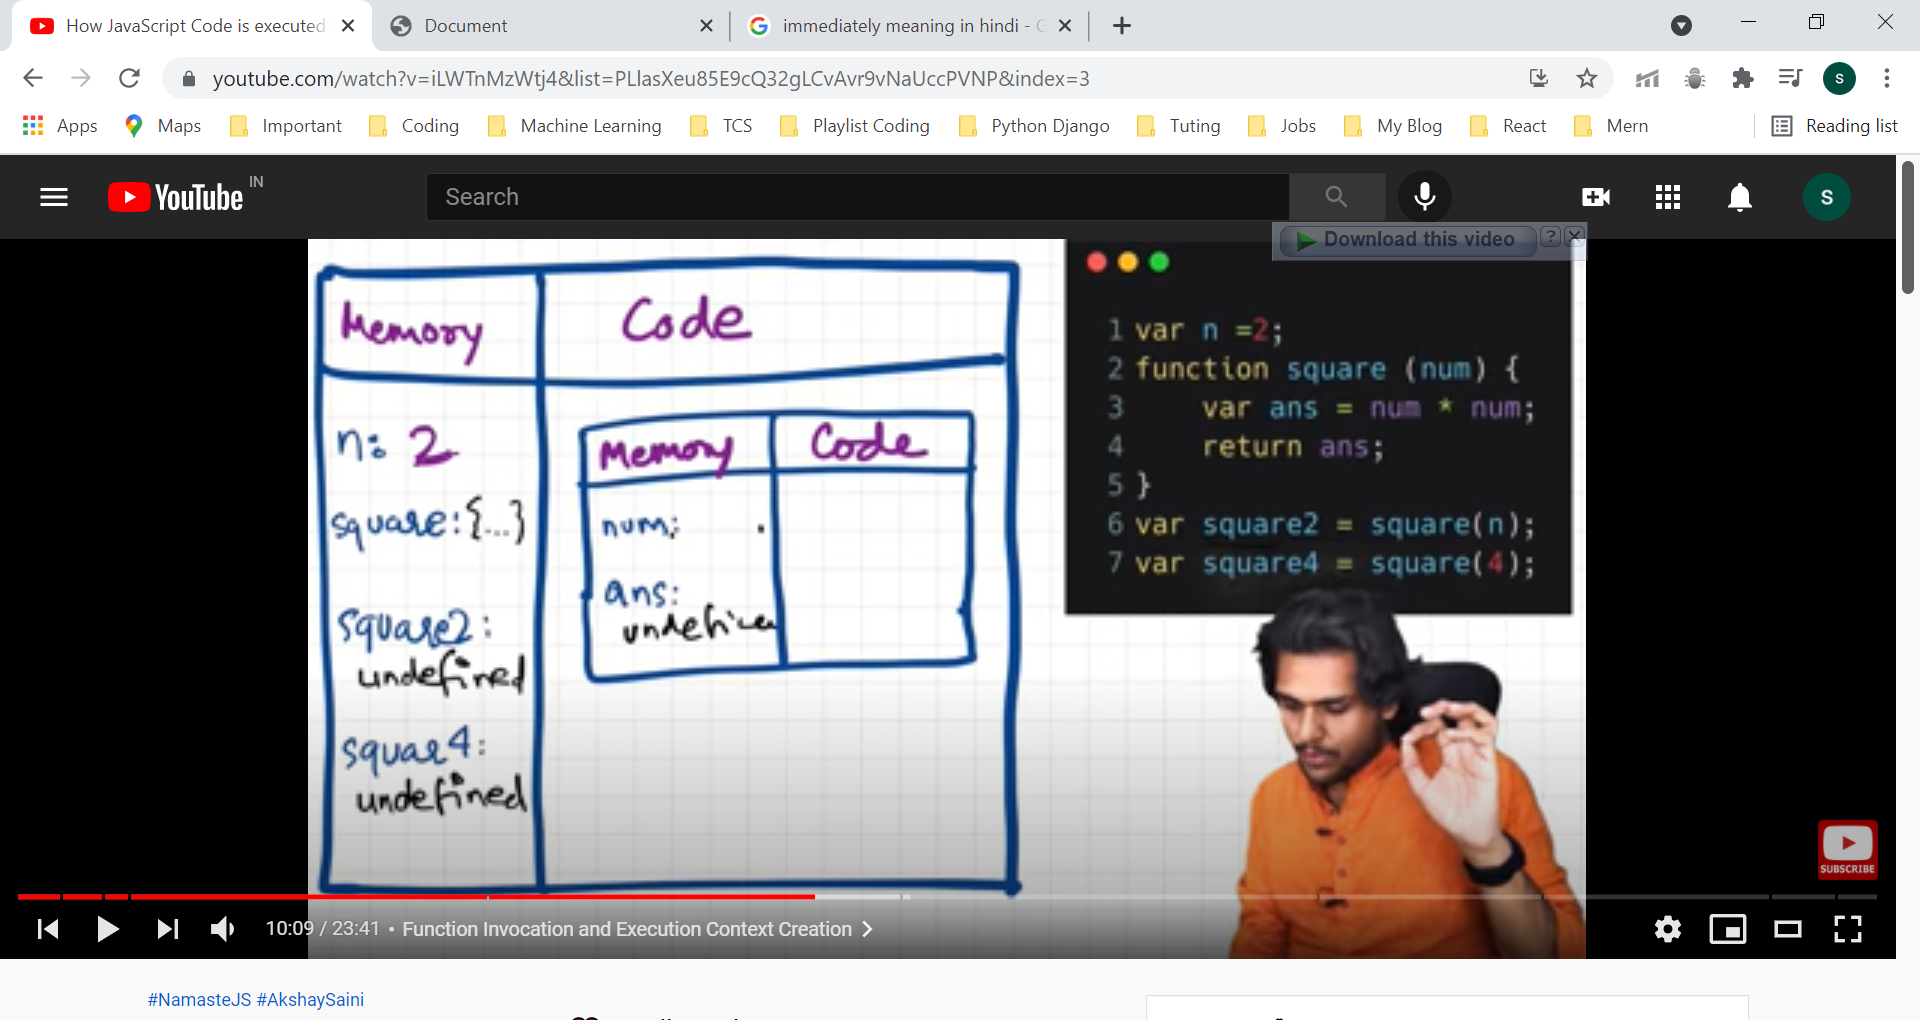 How JavaScript Code is executed
Document
immediately meaning in hindi - G
youtube.com/watch?v=iLWTnMzWtj4&list=PLlasXeu85E9cQ32gLCvAvr9vNaUccPVNP&index=3
S
Apps
Maps
Important
Coding
Machine Learning
TCS
Playlist Coding
Python Django
Tuting
Jobs
My Blog
React
Mern
Reading list
YouTube IN
Search
S
Download this video ?
Memory
Code
n: 2
square:{...}
square2:
undefined
squar4:
undefined
Memory
Code
num:
ans:
undefined
1 var n =2;
2 function square (num) {
3 var ans = num * num;
4 return ans;
5 }
6 var square2 = square(n);
7 var square4 = square(4);
SUBSCRIBE
10:09 / 23:41 • Function Invocation and Execution Context Creation
#NamasteJS #AkshaySaini